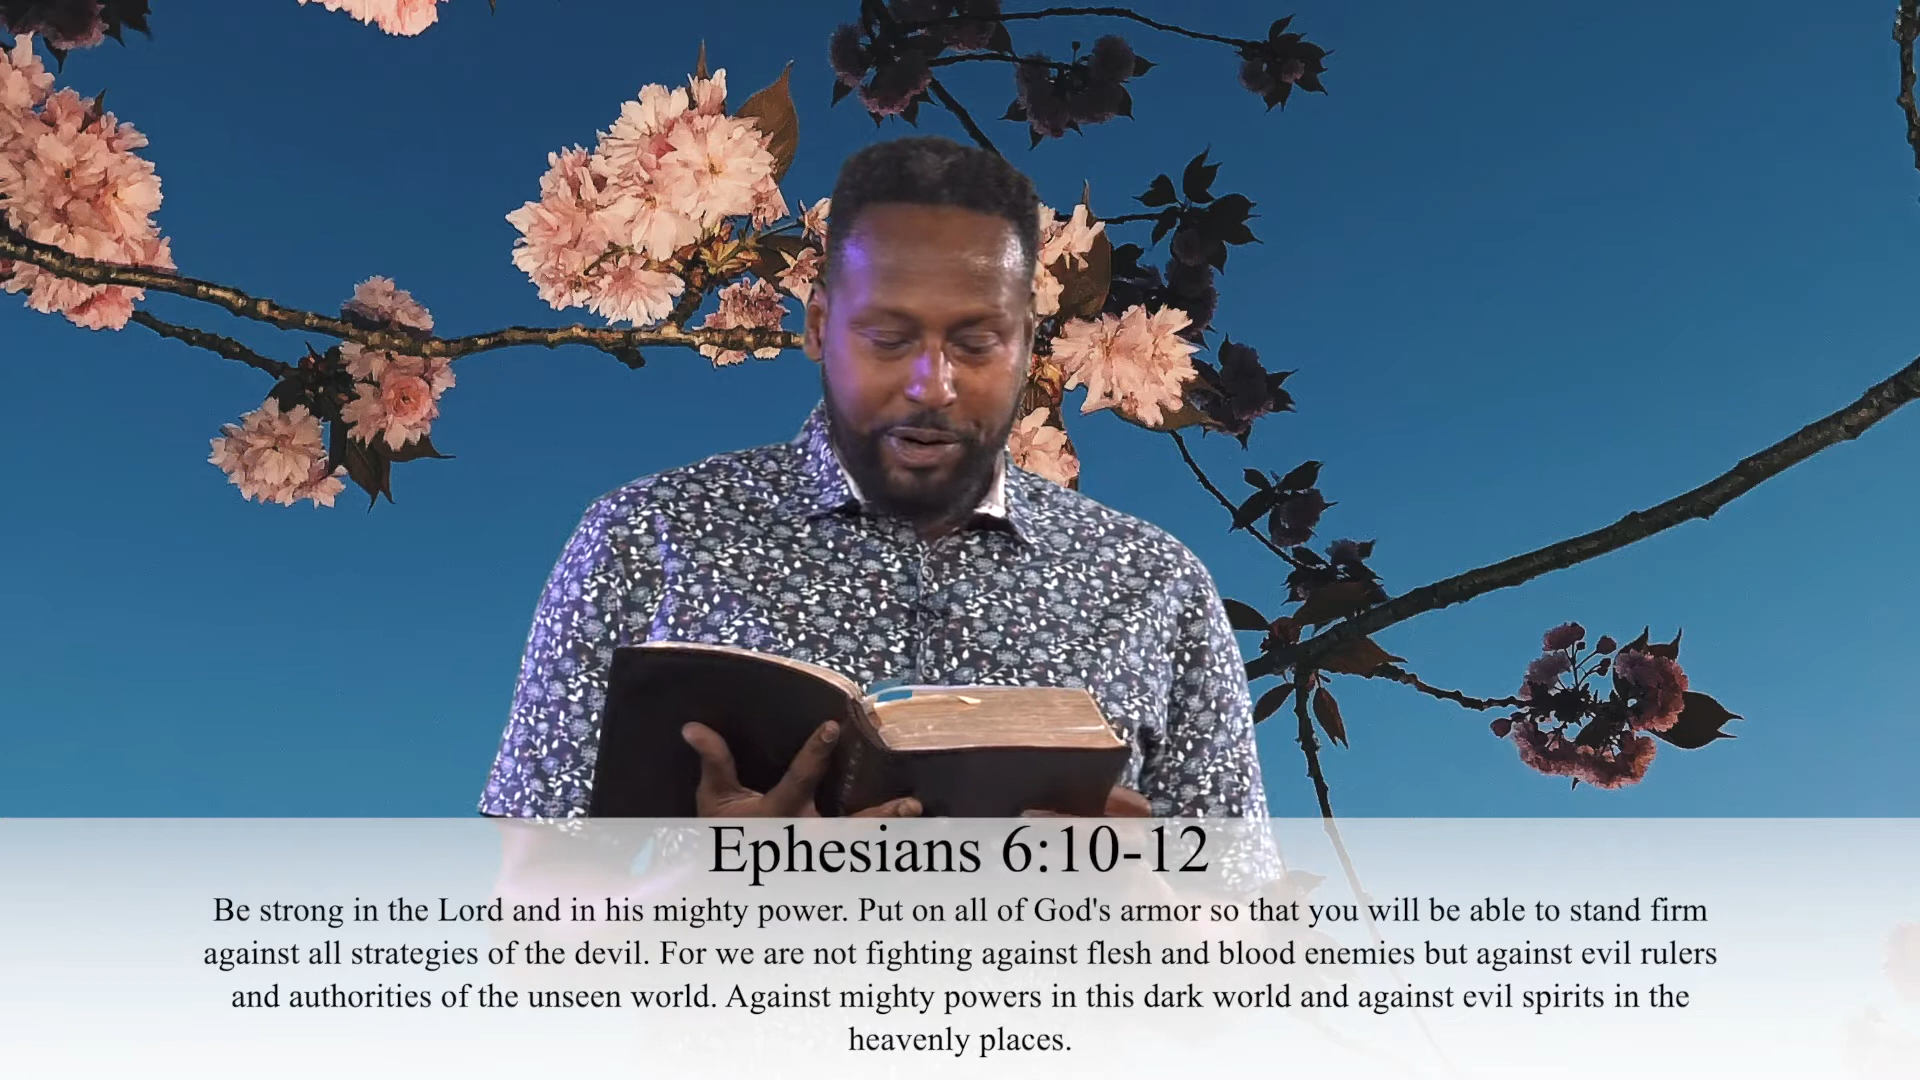 Ephesians 6:10-12
Be strong in the Lord and in his mighty power. Put on all of God's armor so that you will be able to stand firm
against all strategies of the devil. For we are not fighting against flesh and blood enemies but against evil rulers
and authorities of the unseen world. Against mighty powers in this dark world and against evil spirits in the
heavenly places.